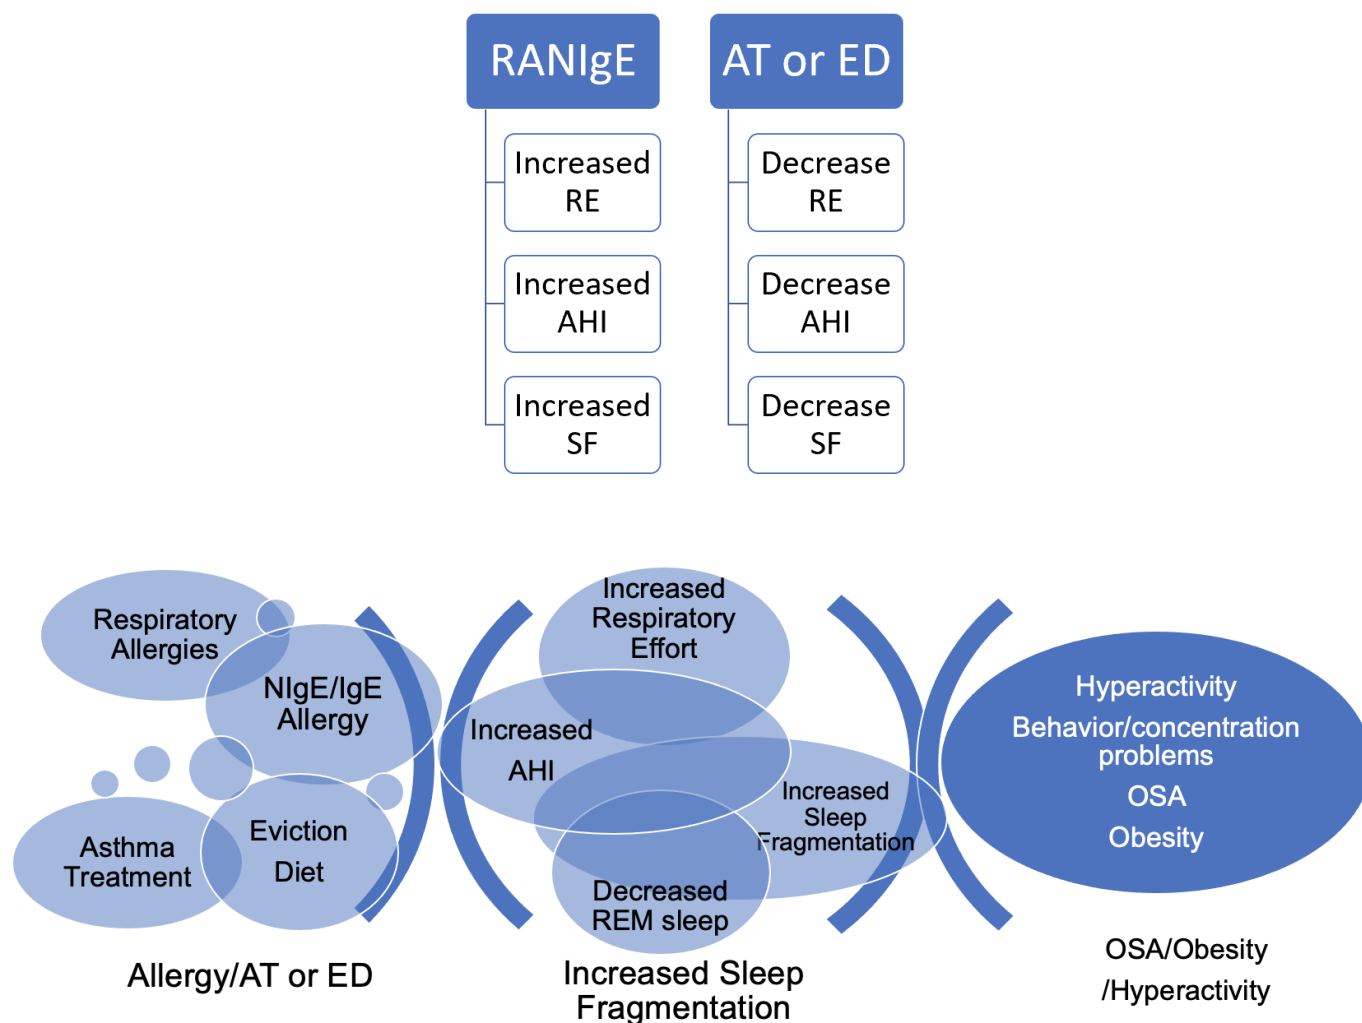 RANIgE
Increased
RE
Increased
AHI
Increased
SF
AT or ED
Decrease
RE
Decrease
AHI
Decrease
SF
Respiratory
Allergies
NIgE/IgE
Allergy
Asthma
Treatment
Eviction
Diet
Allergy/AT or ED
Increased
Respiratory
Effort
Increased
AHI
Increased
Sleep
Fragmentation
Decreased
REM sleep
Increased Sleep
Fragmentation
Hyperactivity
Behavior/concentration
problems
OSA
Obesity
OSA/Obesity
/Hyperactivity